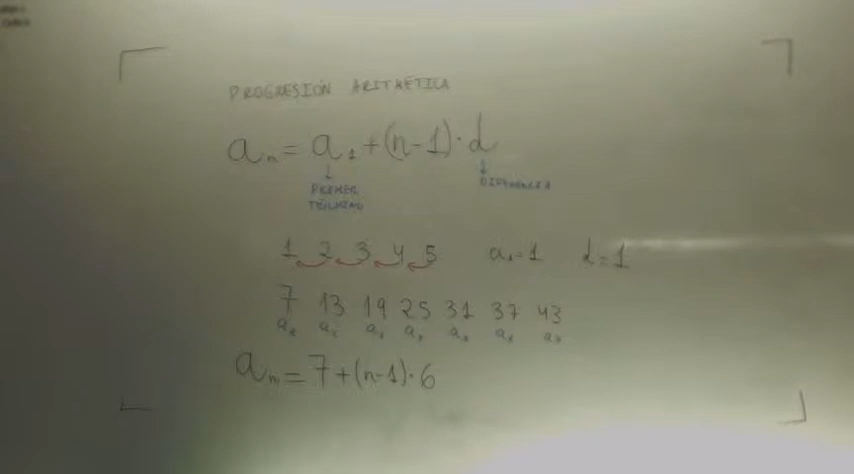 PROGRESIÓN ARITMÉTICA
aₙ = a₁ + (n-1) · d
↓ ↓
PRIMER DIFERENCIA
TÉRMINO
1 2 3 4 5 a₁=1 d=1
7 13 19 25 31 37 43
aₙ = 7 + (n-1) · 6